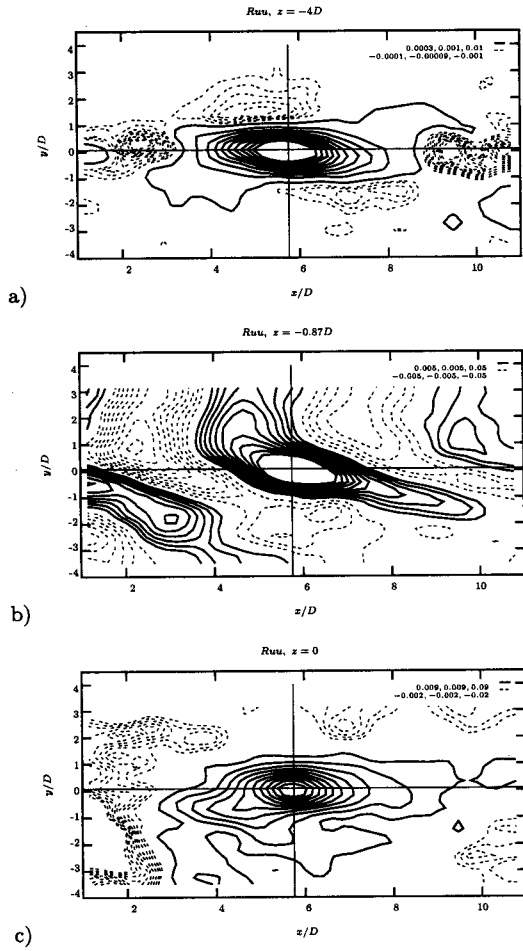 Ruu, z = −4D
0.0003, 0.001, 0.01
−0.0001, −0.00009, −0.001
4
3
2
1
0
-1
-2
-3
-4
y/D
2 4 6 8 10
x/D
a)
Ruu, z = −0.87D
0.005, 0.005, 0.05
−0.005, −0.005, −0.05
4
3
2
1
0
-1
-2
-3
-4
y/D
2 4 6 8 10
x/D
b)
Ruu, z = 0
0.009, 0.009, 0.09
−0.002, −0.002, −0.02
4
3
2
1
0
-1
-2
-3
-4
y/D
2 4 6 8 10
x/D
c)